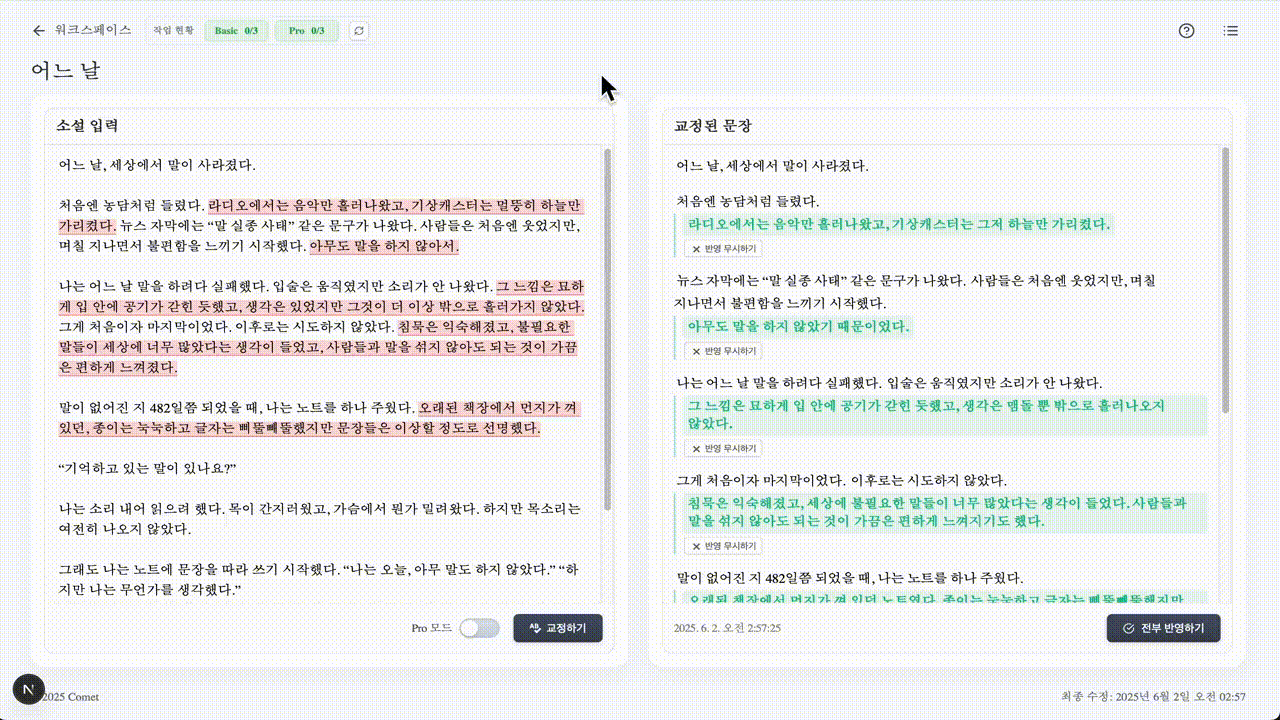 워크스페이스
작업 현황
Basic 0/3
Pro 0/3
어느 날
소설 입력
어느 날, 세상에서 말이 사라졌다.
처음엔 농담처럼 들렸다. 라디오에서는 음악만 흘러나왔고, 기상캐스터는 멀뚱히 하늘만
가리켰다. 뉴스 자막에는 “말 실종 사태” 같은 문구가 나왔다. 사람들은 처음엔 웃었지만,
며칠 지나면서 불편함을 느끼기 시작했다. 아무도 말을 하지 않아서.
나는 어느 날 말을 하려다 실패했다. 입술은 움직였지만 소리가 안 나왔다. 그 느낌은 묘하
게 입 안에 공기가 갇힌 듯했고, 생각은 있었지만 그것이 더 이상 밖으로 흘러가지 않았다.
그게 처음이자 마지막이었다. 이후로는 시도하지 않았다. 침묵은 익숙해졌고, 불필요한
말들이 세상에 너무 많았다는 생각이 들었고, 사람들과 말을 섞지 않아도 되는 것이 가끔
은 편하게 느껴졌다.
말이 없어진 지 482일쯤 되었을 때, 나는 노트를 하나 주웠다. 오래된 책장에서 먼지가 껴
있던, 종이는 눅눅하고 글자는 삐뚤빼뚤했지만 문장들은 이상할 정도로 선명했다.
“기억하고 있는 말이 있나요?”
나는 소리 내어 읽으려 했다. 목이 간지러웠고, 가슴에서 뭔가 밀려왔다. 하지만 목소리는
여전히 나오지 않았다.
그래도 나는 노트에 문장을 따라 쓰기 시작했다. “나는 오늘, 아무 말도 하지 않았다.” “하
지만 나는 무언가를 생각했다.”
Pro 모드
교정하기
교정된 문장
어느 날, 세상에서 말이 사라졌다.
처음엔 농담처럼 들렸다.
라디오에서는 음악만 흘러나왔고, 기상캐스터는 그저 하늘만 가리켰다.
반영 무시하기
뉴스 자막에는 “말 실종 사태” 같은 문구가 나왔다. 사람들은 처음엔 웃었지만, 며칠
지나면서 불편함을 느끼기 시작했다.
아무도 말을 하지 않았기 때문이었다.
반영 무시하기
나는 어느 날 말을 하려다 실패했다. 입술은 움직였지만 소리가 안 나왔다.
그 느낌은 묘하게 입 안에 공기가 갇힌 듯했고, 생각은 맴돌 뿐 밖으로 흘러나오지
않았다.
반영 무시하기
그게 처음이자 마지막이었다. 이후로는 시도하지 않았다.
침묵은 익숙해졌고, 세상에 불필요한 말들이 너무 많았다는 생각이 들었다. 사람들과
말을 섞지 않아도 되는 것이 가끔은 편하게 느껴지기도 했다.
반영 무시하기
말이 없어진 지 482일쯤 되었을 때, 나는 노트를 하나 주웠다.
오래된 책장에서 먼지가 껴 있던 노트였다. 종이는 눅눅하고 글자는 삐뚤빼뚤했지만
2025. 6. 2. 오전 2:57:25
전부 반영하기
N
2025 Comet
최종 수정: 2025년 6월 2일 오전 02:57